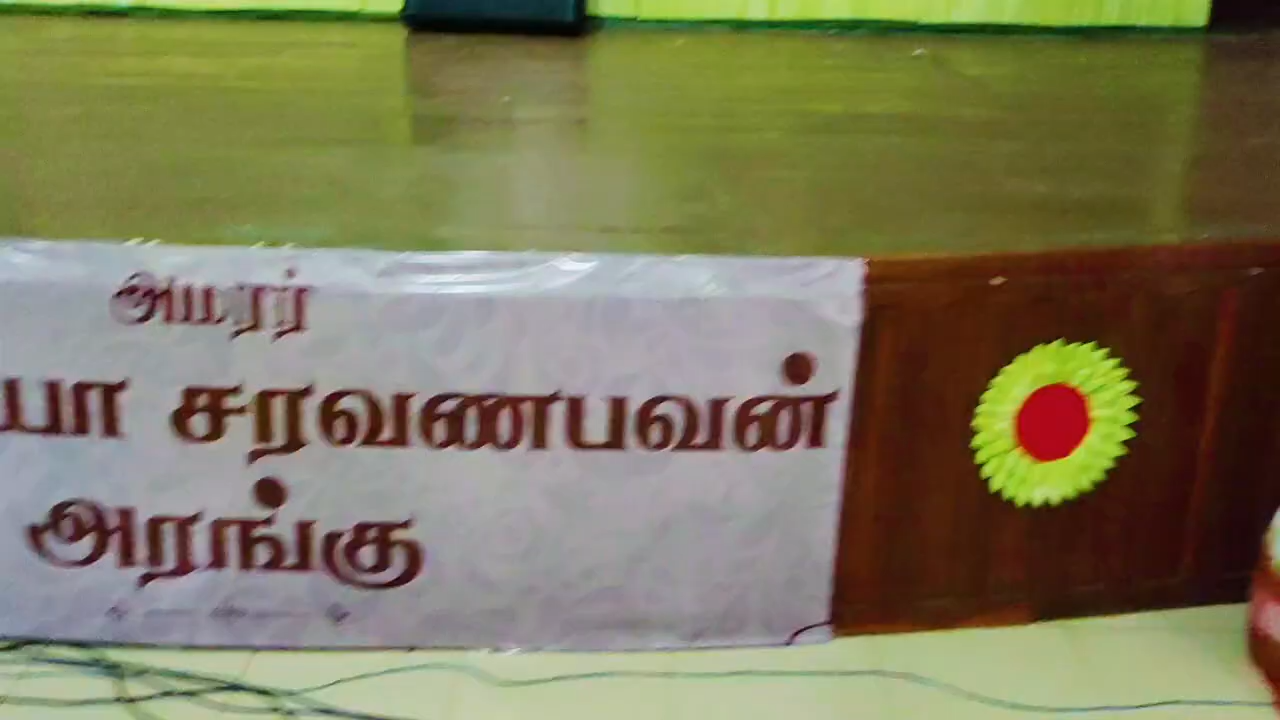 அமரர்
யா சரவணபவன்
அரங்கு